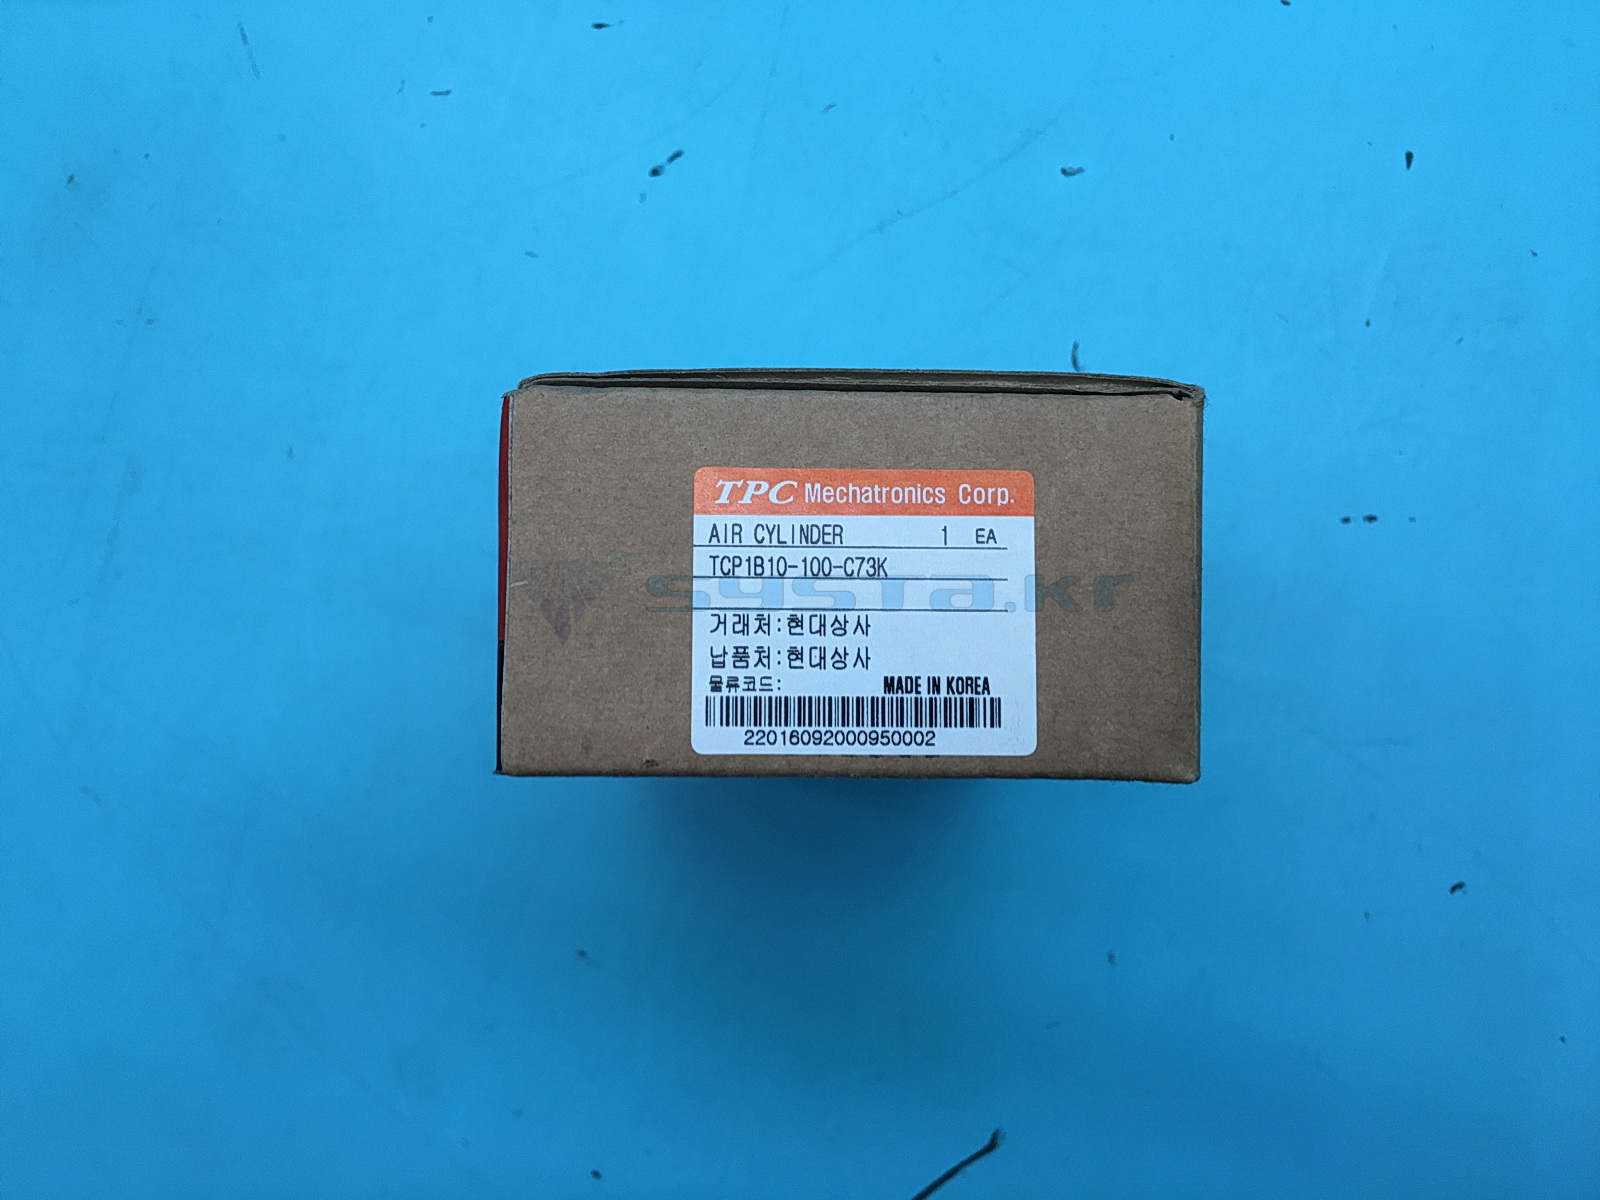 TPC Mechatronics Corp.
AIR CYLINDER 1 EA
TCP1B10-100-C73K
systa.kr
거래처:현대상사
납품처:현대상사
물류코드: MADE IN KOREA
22016092000950002